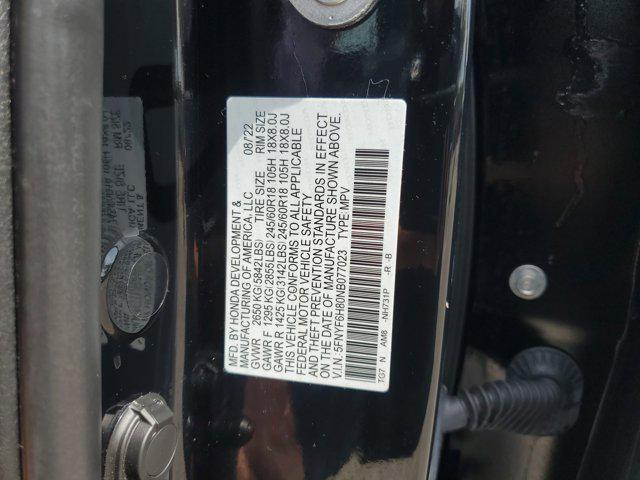 MFD. BY HONDA DEVELOPMENT &
MANUFACTURING OF AMERICA, LLC 08/22
GVWR 2650 KG(5842LBS) TIRE SIZE RIM SIZE
GAWR F 1295 KG(2855LBS) 245/60R18 105H 18X8.0J
GAWR R 1425 KG(3142LBS) 245/60R18 105H 18X8.0J
THIS VEHICLE CONFORMS TO ALL APPLICABLE
FEDERAL MOTOR VEHICLE SAFETY
AND THEFT PREVENTION STANDARDS IN EFFECT
ON THE DATE OF MANUFACTURE SHOWN ABOVE.
V.I.N.:5FNYF6H80NB077023 TYPE:MPV
TG7 N AM8 -NH731P -R -B